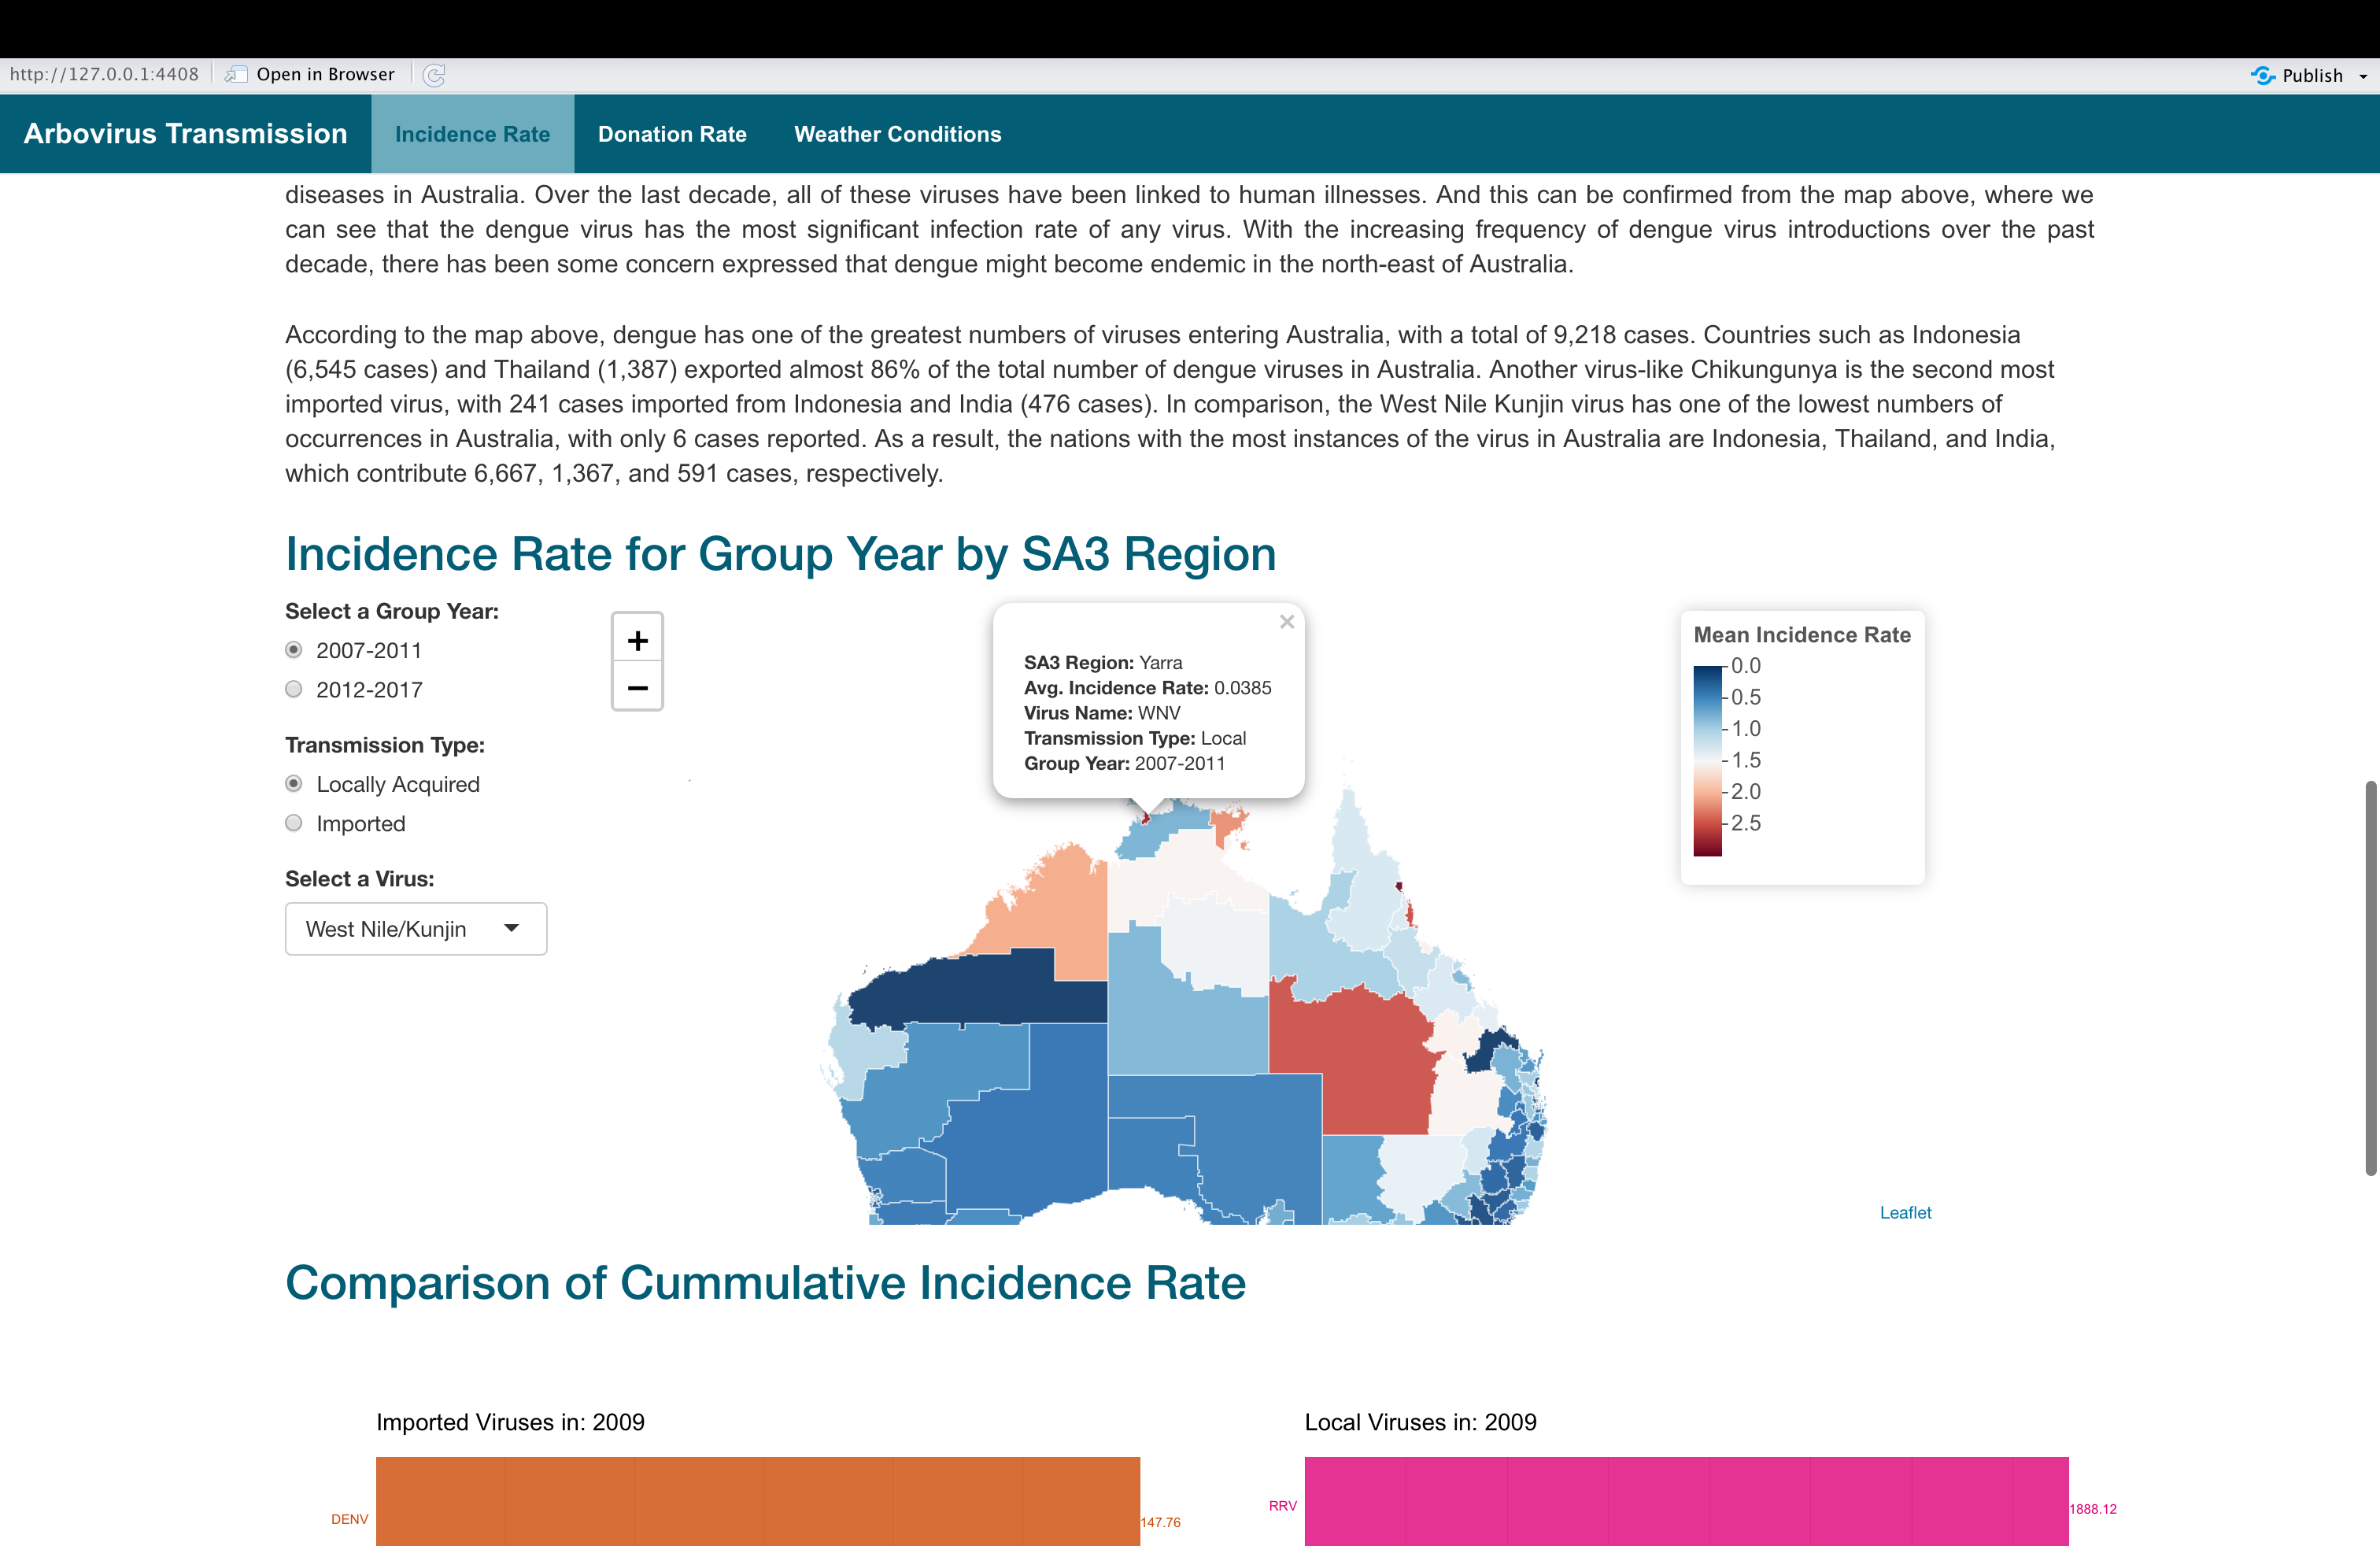 http://127.0.0.1:4408 Open in Browser Publish
Arbovirus Transmission Incidence Rate Donation Rate Weather Conditions
diseases in Australia. Over the last decade, all of these viruses have been linked to human illnesses. And this can be confirmed from the map above, where we
can see that the dengue virus has the most significant infection rate of any virus. With the increasing frequency of dengue virus introductions over the past
decade, there has been some concern expressed that dengue might become endemic in the north-east of Australia.
According to the map above, dengue has one of the greatest numbers of viruses entering Australia, with a total of 9,218 cases. Countries such as Indonesia
(6,545 cases) and Thailand (1,387) exported almost 86% of the total number of dengue viruses in Australia. Another virus-like Chikungunya is the second most
imported virus, with 241 cases imported from Indonesia and India (476 cases). In comparison, the West Nile Kunjin virus has one of the lowest numbers of
occurrences in Australia, with only 6 cases reported. As a result, the nations with the most instances of the virus in Australia are Indonesia, Thailand, and India,
which contribute 6,667, 1,367, and 591 cases, respectively.
Incidence Rate for Group Year by SA3 Region
Select a Group Year:
2007-2011
2012-2017
Transmission Type:
Locally Acquired
Imported
Select a Virus:
West Nile/Kunjin
+
−
×
SA3 Region: Yarra
Avg. Incidence Rate: 0.0385
Virus Name: WNV
Transmission Type: Local
Group Year: 2007-2011
Mean Incidence Rate
0.0
0.5
1.0
1.5
2.0
2.5
Leaflet
Comparison of Cummulative Incidence Rate
Imported Viruses in: 2009
DENV
147.76
Local Viruses in: 2009
RRV
1888.12